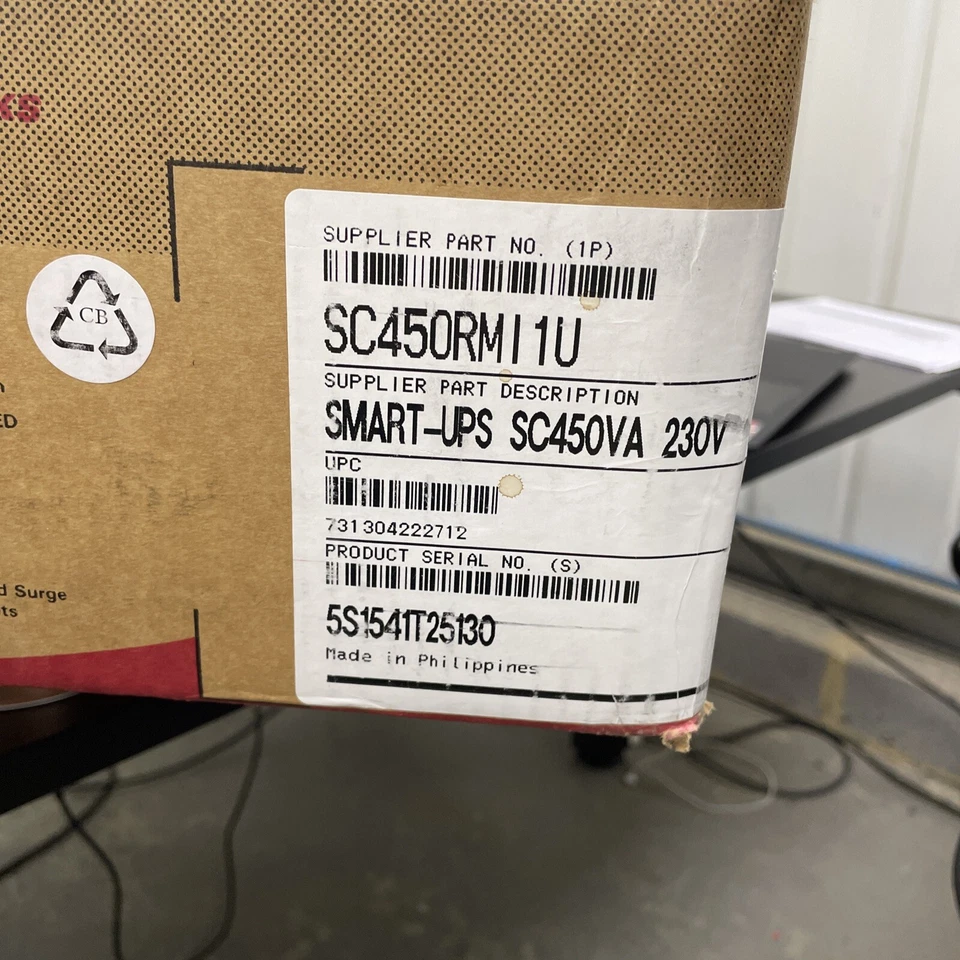 KS
CB
ED
d Surge
ts
SUPPLIER PART NO. (1P)
SC450RMI1U
SUPPLIER PART DESCRIPTION
SMART-UPS SC450VA 230V
UPC
731304222712
PRODUCT SERIAL NO. (S)
5S1541T25130
Made in Philippines